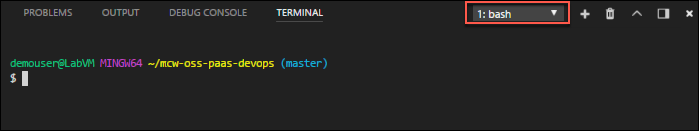 PROBLEMS OUTPUT DEBUG CONSOLE TERMINAL 1: bash
demouser@LabVM MINGW64 ~/mcw-oss-paas-devops (master)
$